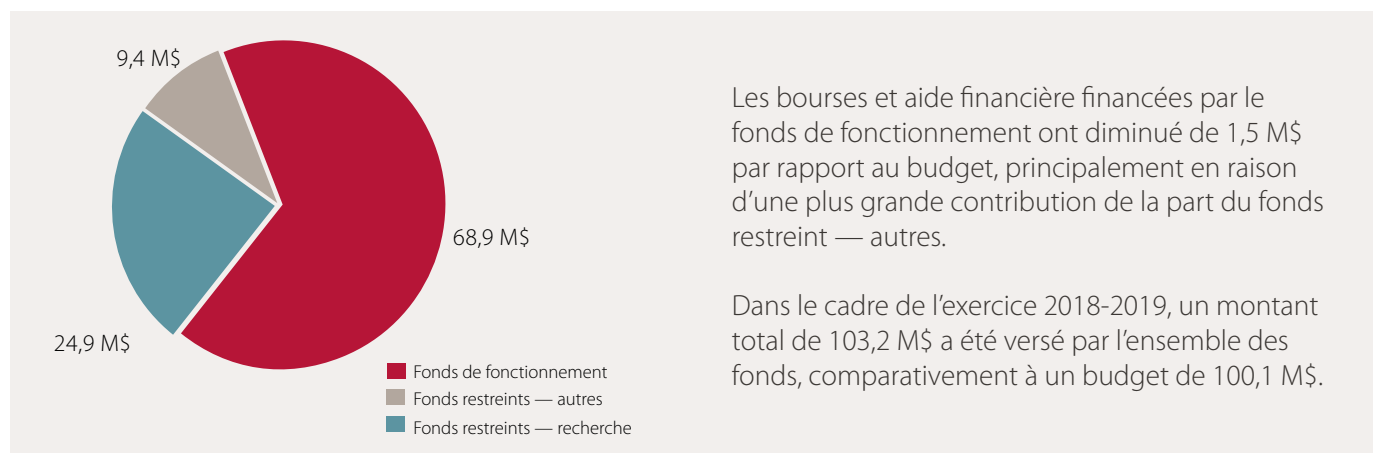 9,4 M$
68,9 M$
24,9 M$
Fonds de fonctionnement
Fonds restreints — autres
Fonds restreints — recherche
Les bourses et aide financière financées par le
fonds de fonctionnement ont diminué de 1,5 M$
par rapport au budget, principalement en raison
d’une plus grande contribution de la part du fonds
restreint — autres.
Dans le cadre de l’exercice 2018-2019, un montant
total de 103,2 M$ a été versé par l’ensemble des
fonds, comparativement à un budget de 100,1 M$.